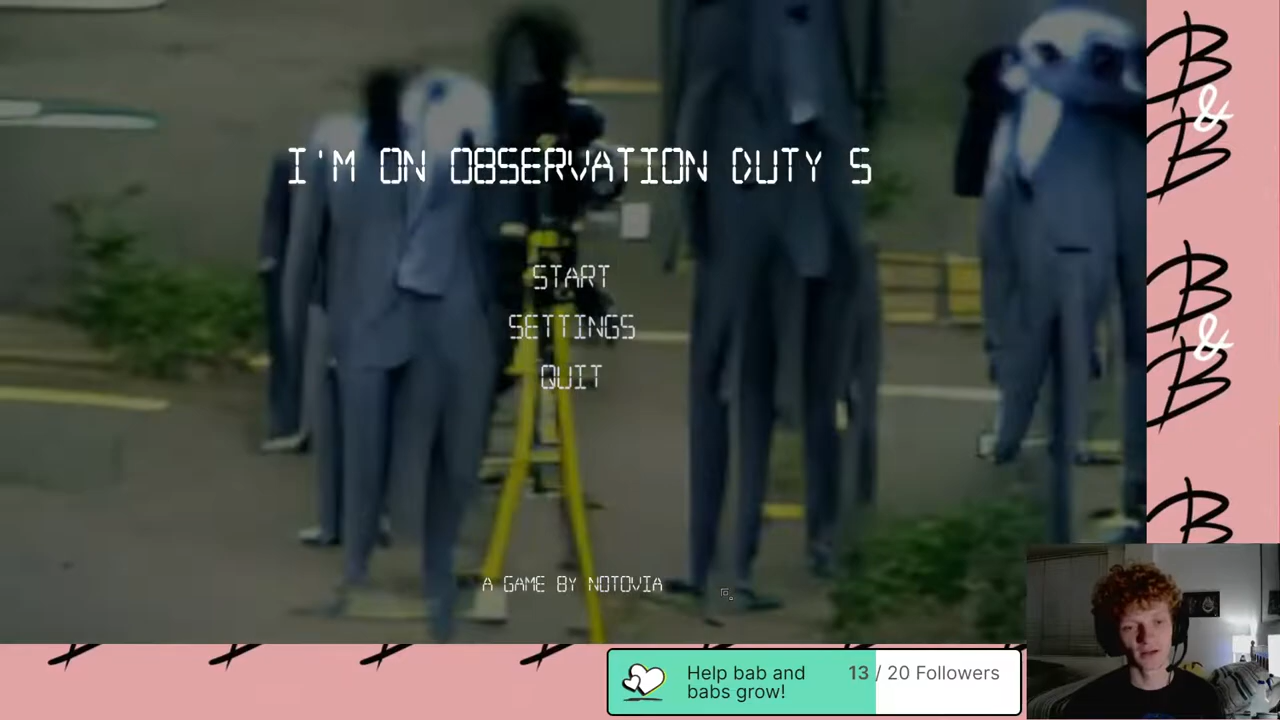 I'M ON OBSERVATION DUTY 5
START
SETTINGS
QUIT
A GAME BY NOTOVIA
B
&
B
B
&
B
B
Help bab and
babs grow!
13 / 20 Followers